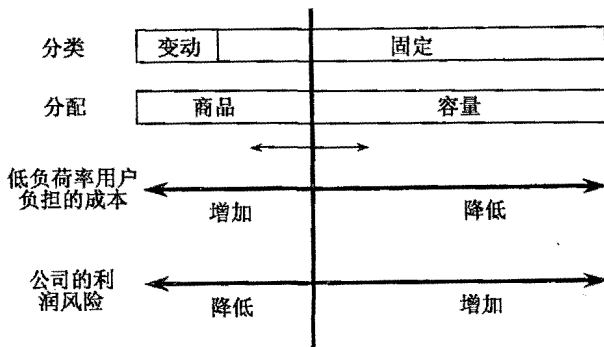 分类
变动
固定
分配
商品
容量
低负荷率用户
负担的成本
增加
降低
公司的利
润风险
降低
增加